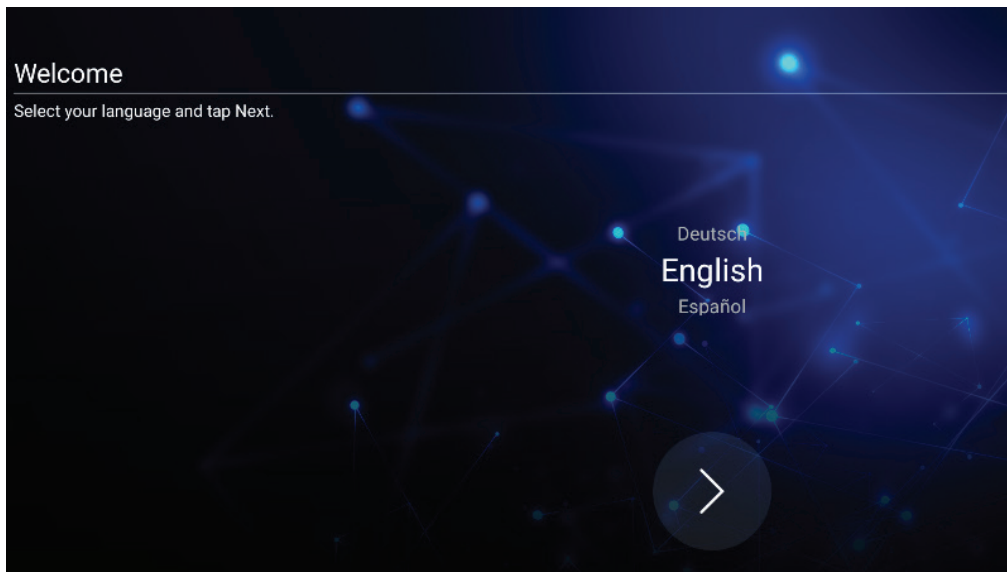 Welcome
Select your language and tap Next.
Deutsch
English
Español